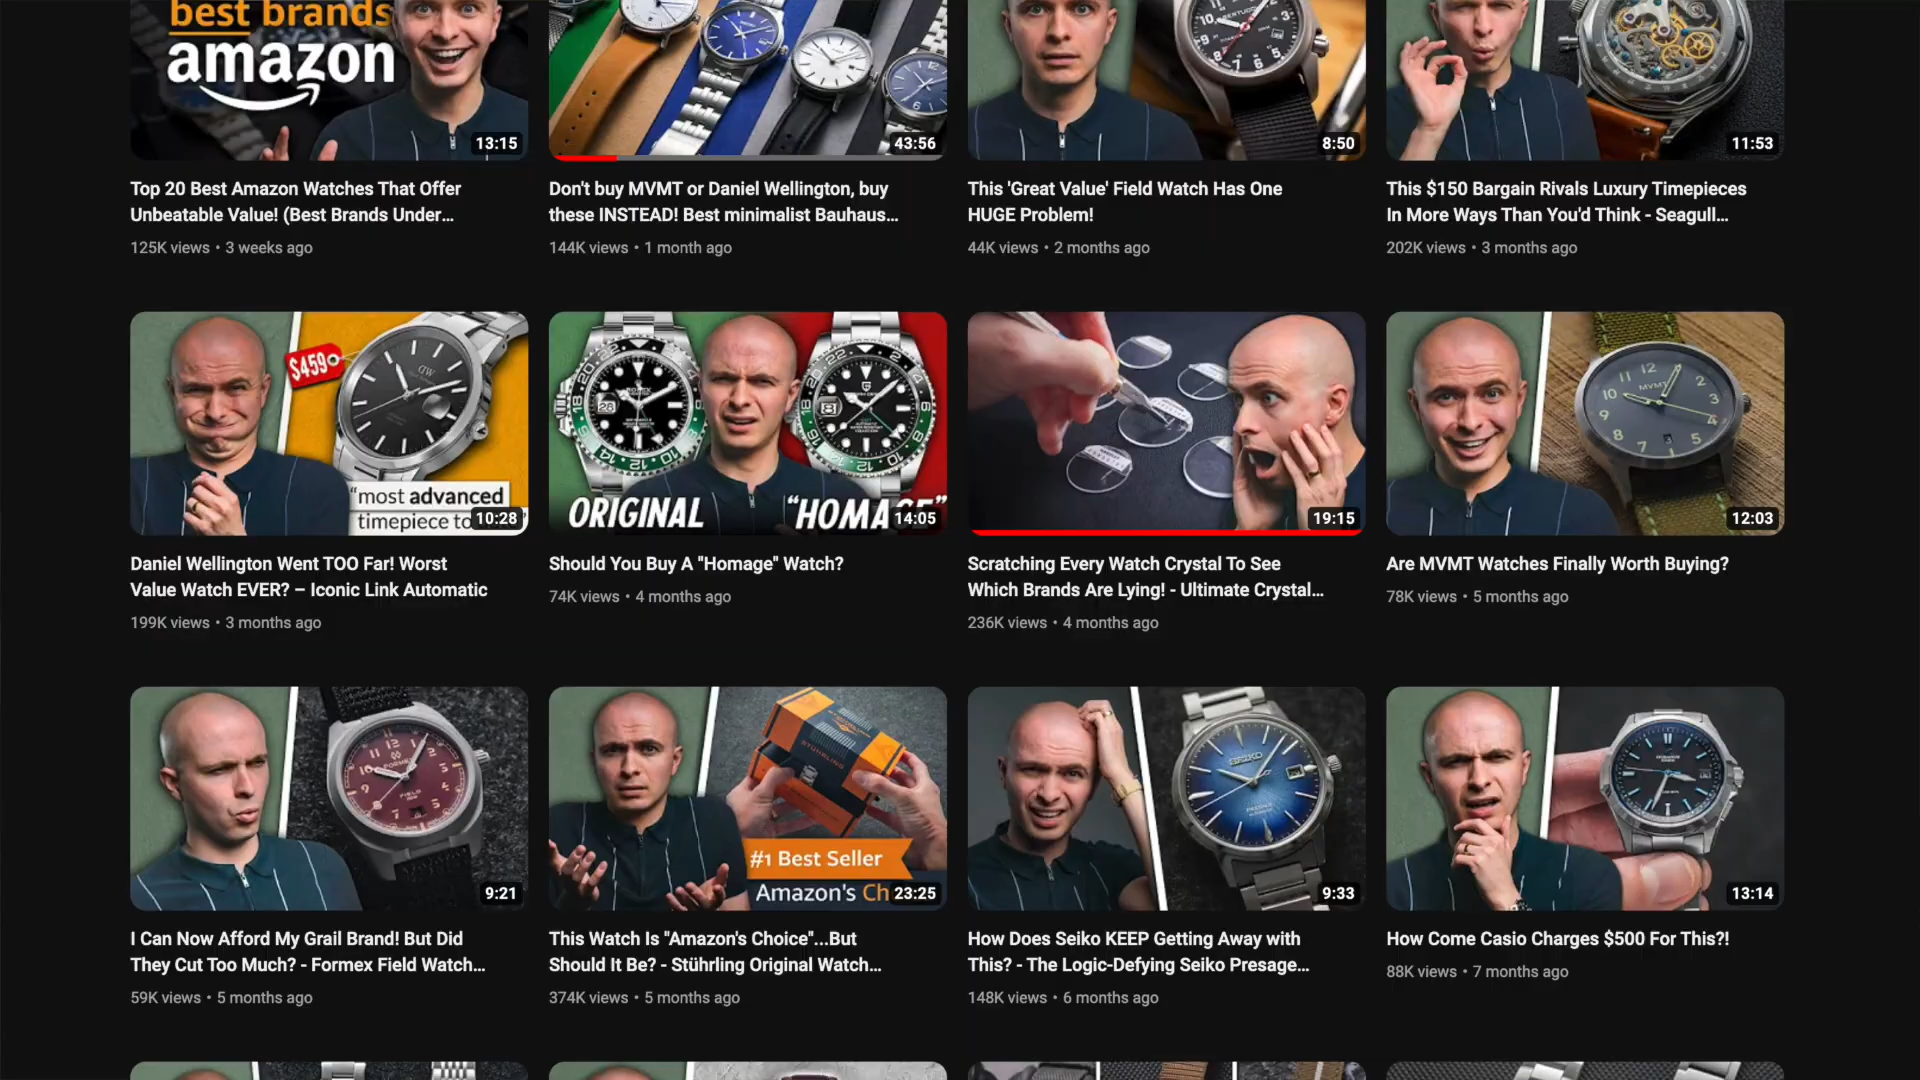 best brands
amazon
13:15
43:56
8:50
11:53
Top 20 Best Amazon Watches That Offer
Unbeatable Value! (Best Brands Under...
125K views • 3 weeks ago
Don't buy MVMT or Daniel Wellington, buy
these INSTEAD! Best minimalist Bauhaus...
144K views • 1 month ago
This 'Great Value' Field Watch Has One
HUGE Problem!
44K views • 2 months ago
This $150 Bargain Rivals Luxury Timepieces
In More Ways Than You'd Think - Seagull...
202K views • 3 months ago
$459
"most advanced
timepiece to
10:28
ORIGINAL
"HOMAGE"
14:05
19:15
MVMT
12:03
Daniel Wellington Went TOO Far! Worst
Value Watch EVER? – Iconic Link Automatic
199K views • 3 months ago
Should You Buy A "Homage" Watch?
74K views • 4 months ago
Scratching Every Watch Crystal To See
Which Brands Are Lying! - Ultimate Crystal...
236K views • 4 months ago
Are MVMT Watches Finally Worth Buying?
78K views • 5 months ago
FORMEX
FIELD
9:21
STÜHRLING
#1 Best Seller
Amazon's Ch
23:25
SEIKO
9:33
13:14
I Can Now Afford My Grail Brand! But Did
They Cut Too Much? - Formex Field Watch...
59K views • 5 months ago
This Watch Is "Amazon's Choice"...But
Should It Be? - Stührling Original Watch...
374K views • 5 months ago
How Does Seiko KEEP Getting Away with
This? - The Logic-Defying Seiko Presage...
148K views • 6 months ago
How Come Casio Charges $500 For This?!
88K views • 7 months ago